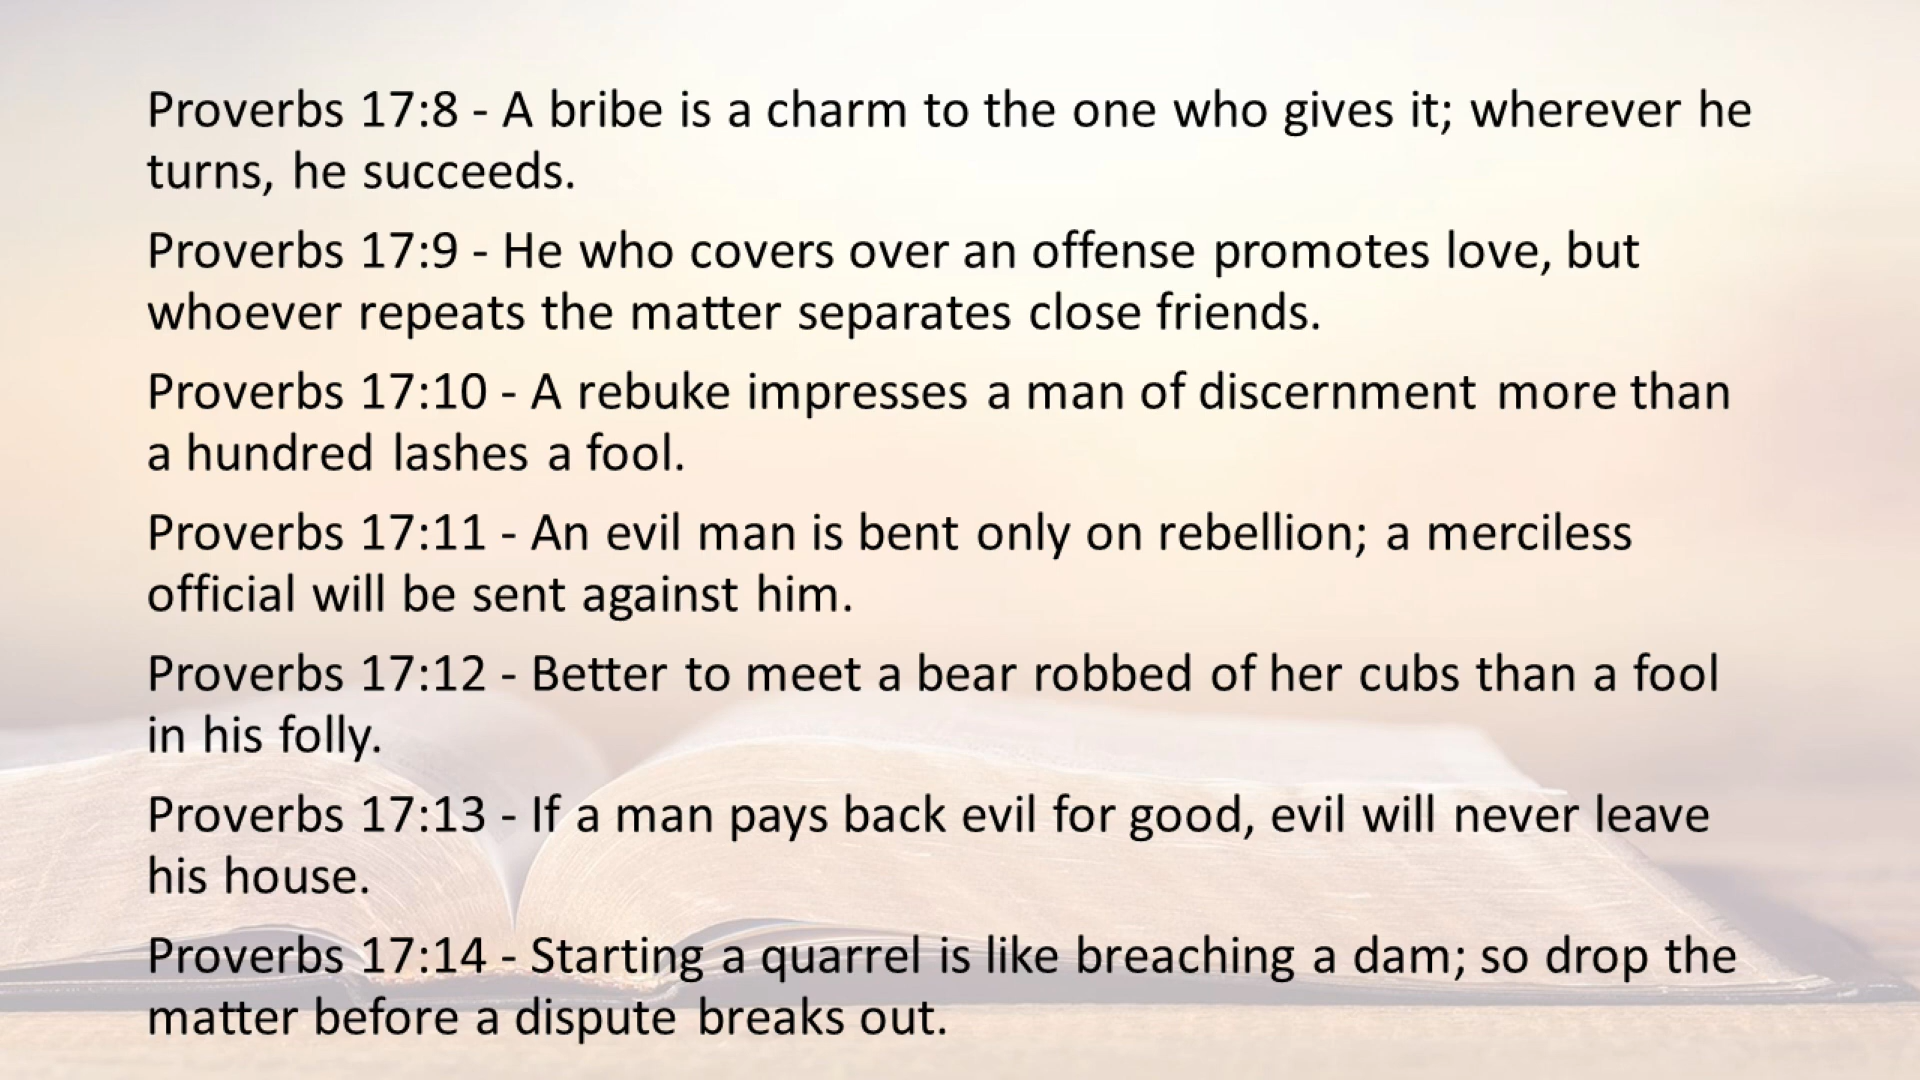 Proverbs 17:8 - A bribe is a charm to the one who gives it; wherever he
turns, he succeeds.
Proverbs 17:9 - He who covers over an offense promotes love, but
whoever repeats the matter separates close friends.
Proverbs 17:10 - A rebuke impresses a man of discernment more than
a hundred lashes a fool.
Proverbs 17:11 - An evil man is bent only on rebellion; a merciless
official will be sent against him.
Proverbs 17:12 - Better to meet a bear robbed of her cubs than a fool
in his folly.
Proverbs 17:13 - If a man pays back evil for good, evil will never leave
his house.
Proverbs 17:14 - Starting a quarrel is like breaching a dam; so drop the
matter before a dispute breaks out.